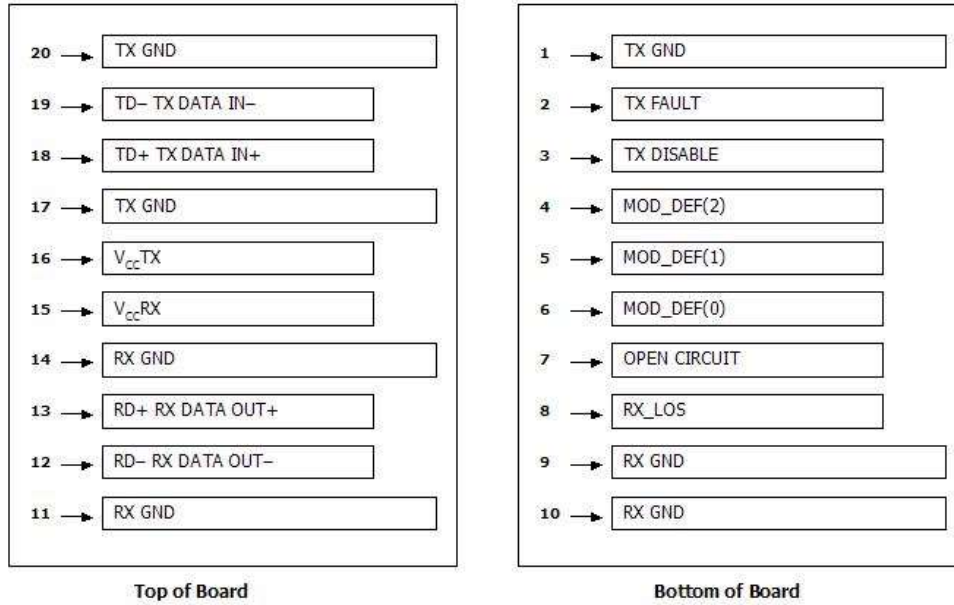 20 TX GND
19 TD– TX DATA IN–
18 TD+ TX DATA IN+
17 TX GND
16 VCCTX
15 VCCRX
14 RX GND
13 RD+ RX DATA OUT+
12 RD– RX DATA OUT–
11 RX GND
Top of Board
1 TX GND
2 TX FAULT
3 TX DISABLE
4 MOD_DEF(2)
5 MOD_DEF(1)
6 MOD_DEF(0)
7 OPEN CIRCUIT
8 RX_LOS
9 RX GND
10 RX GND
Bottom of Board